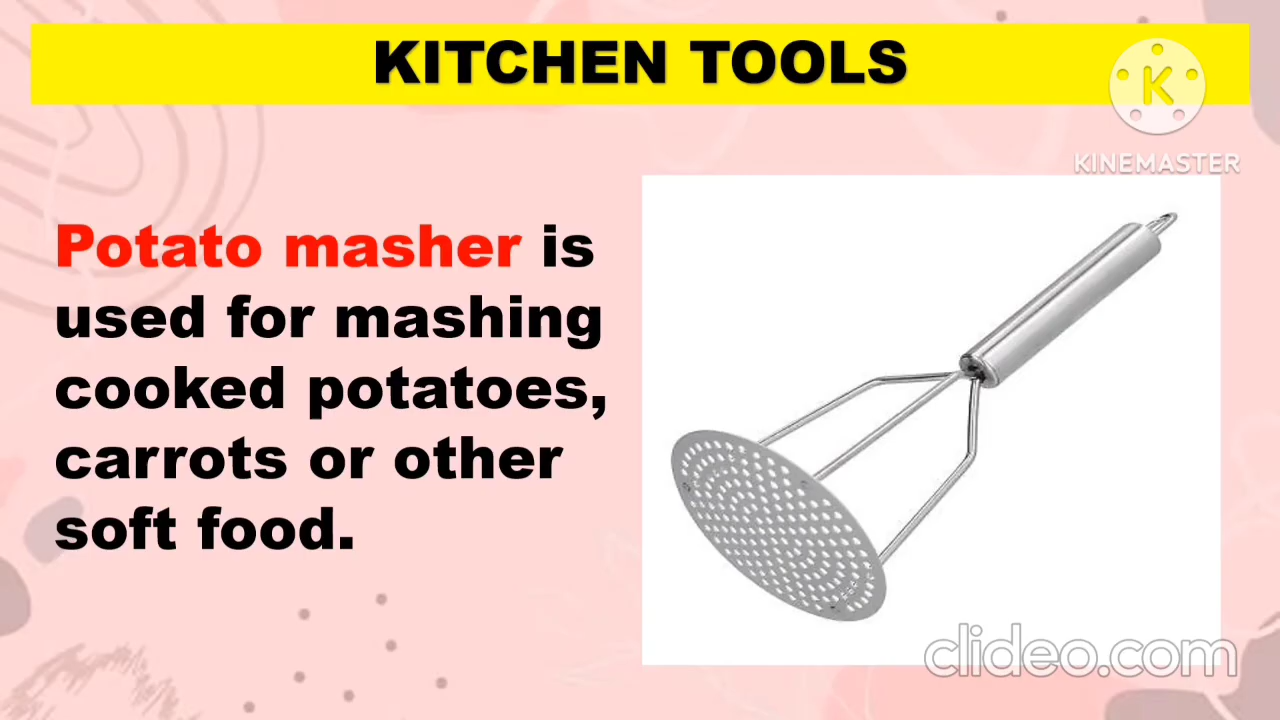 KITCHEN TOOLS
K
KINEMASTER
Potato masher is
used for mashing
cooked potatoes,
carrots or other
soft food.
clideo.com